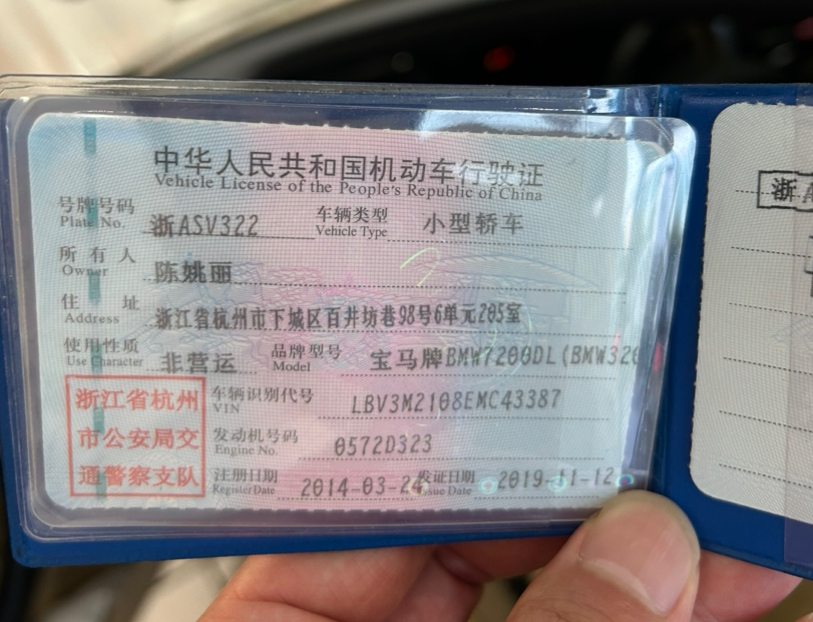 中华人民共和国机动车行驶证
Vehicle License of the People's Republic of China
号牌号码 浙ASV322 车辆类型 小型轿车
Plate No. Vehicle Type
所有人 陈姚丽
Owner
住址 浙江省杭州市下城区百井坊巷98号6单元205室
Address
使用性质 非营运 品牌型号 宝马牌BMW7200DL(BMW320
Use Character Model
浙江省杭州市公安局交通警察支队
车辆识别代号 LBV3M2108EMC43387
VIN
发动机号码 0572D323
Engine No.
注册日期 2014-03-24 发证日期 2019-11-12
Register Date Issue Date
浙A